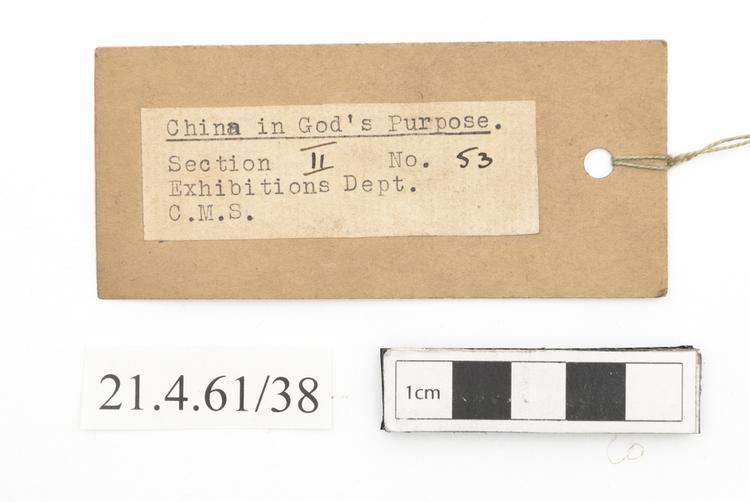 China in God's Purpose.
Section II No. 53
Exhibitions Dept.
C.M.S.
21.4.61/38
1cm